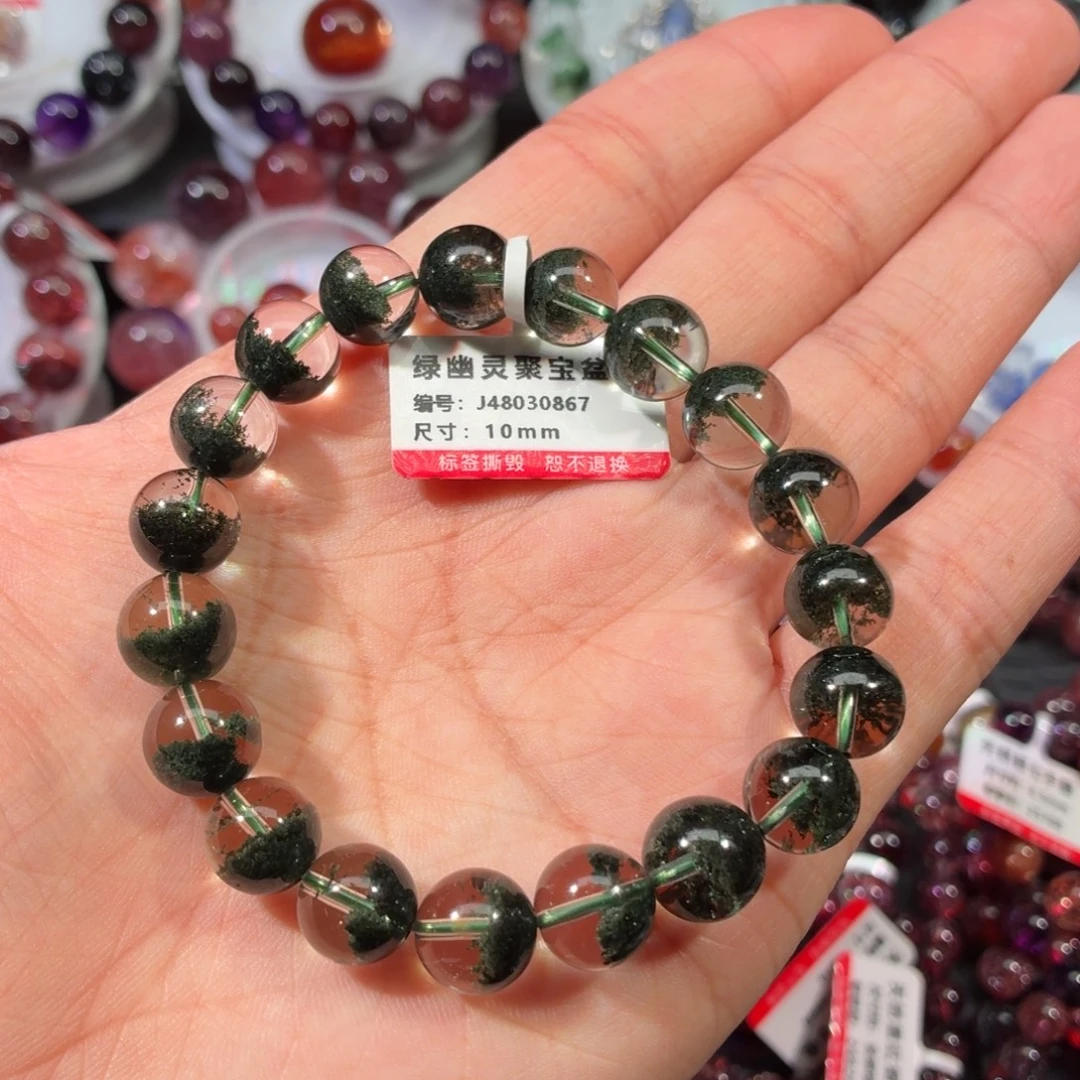 绿幽灵聚宝盆
编号：J48030867
尺寸：10mm
标签撕毁 恕不退换